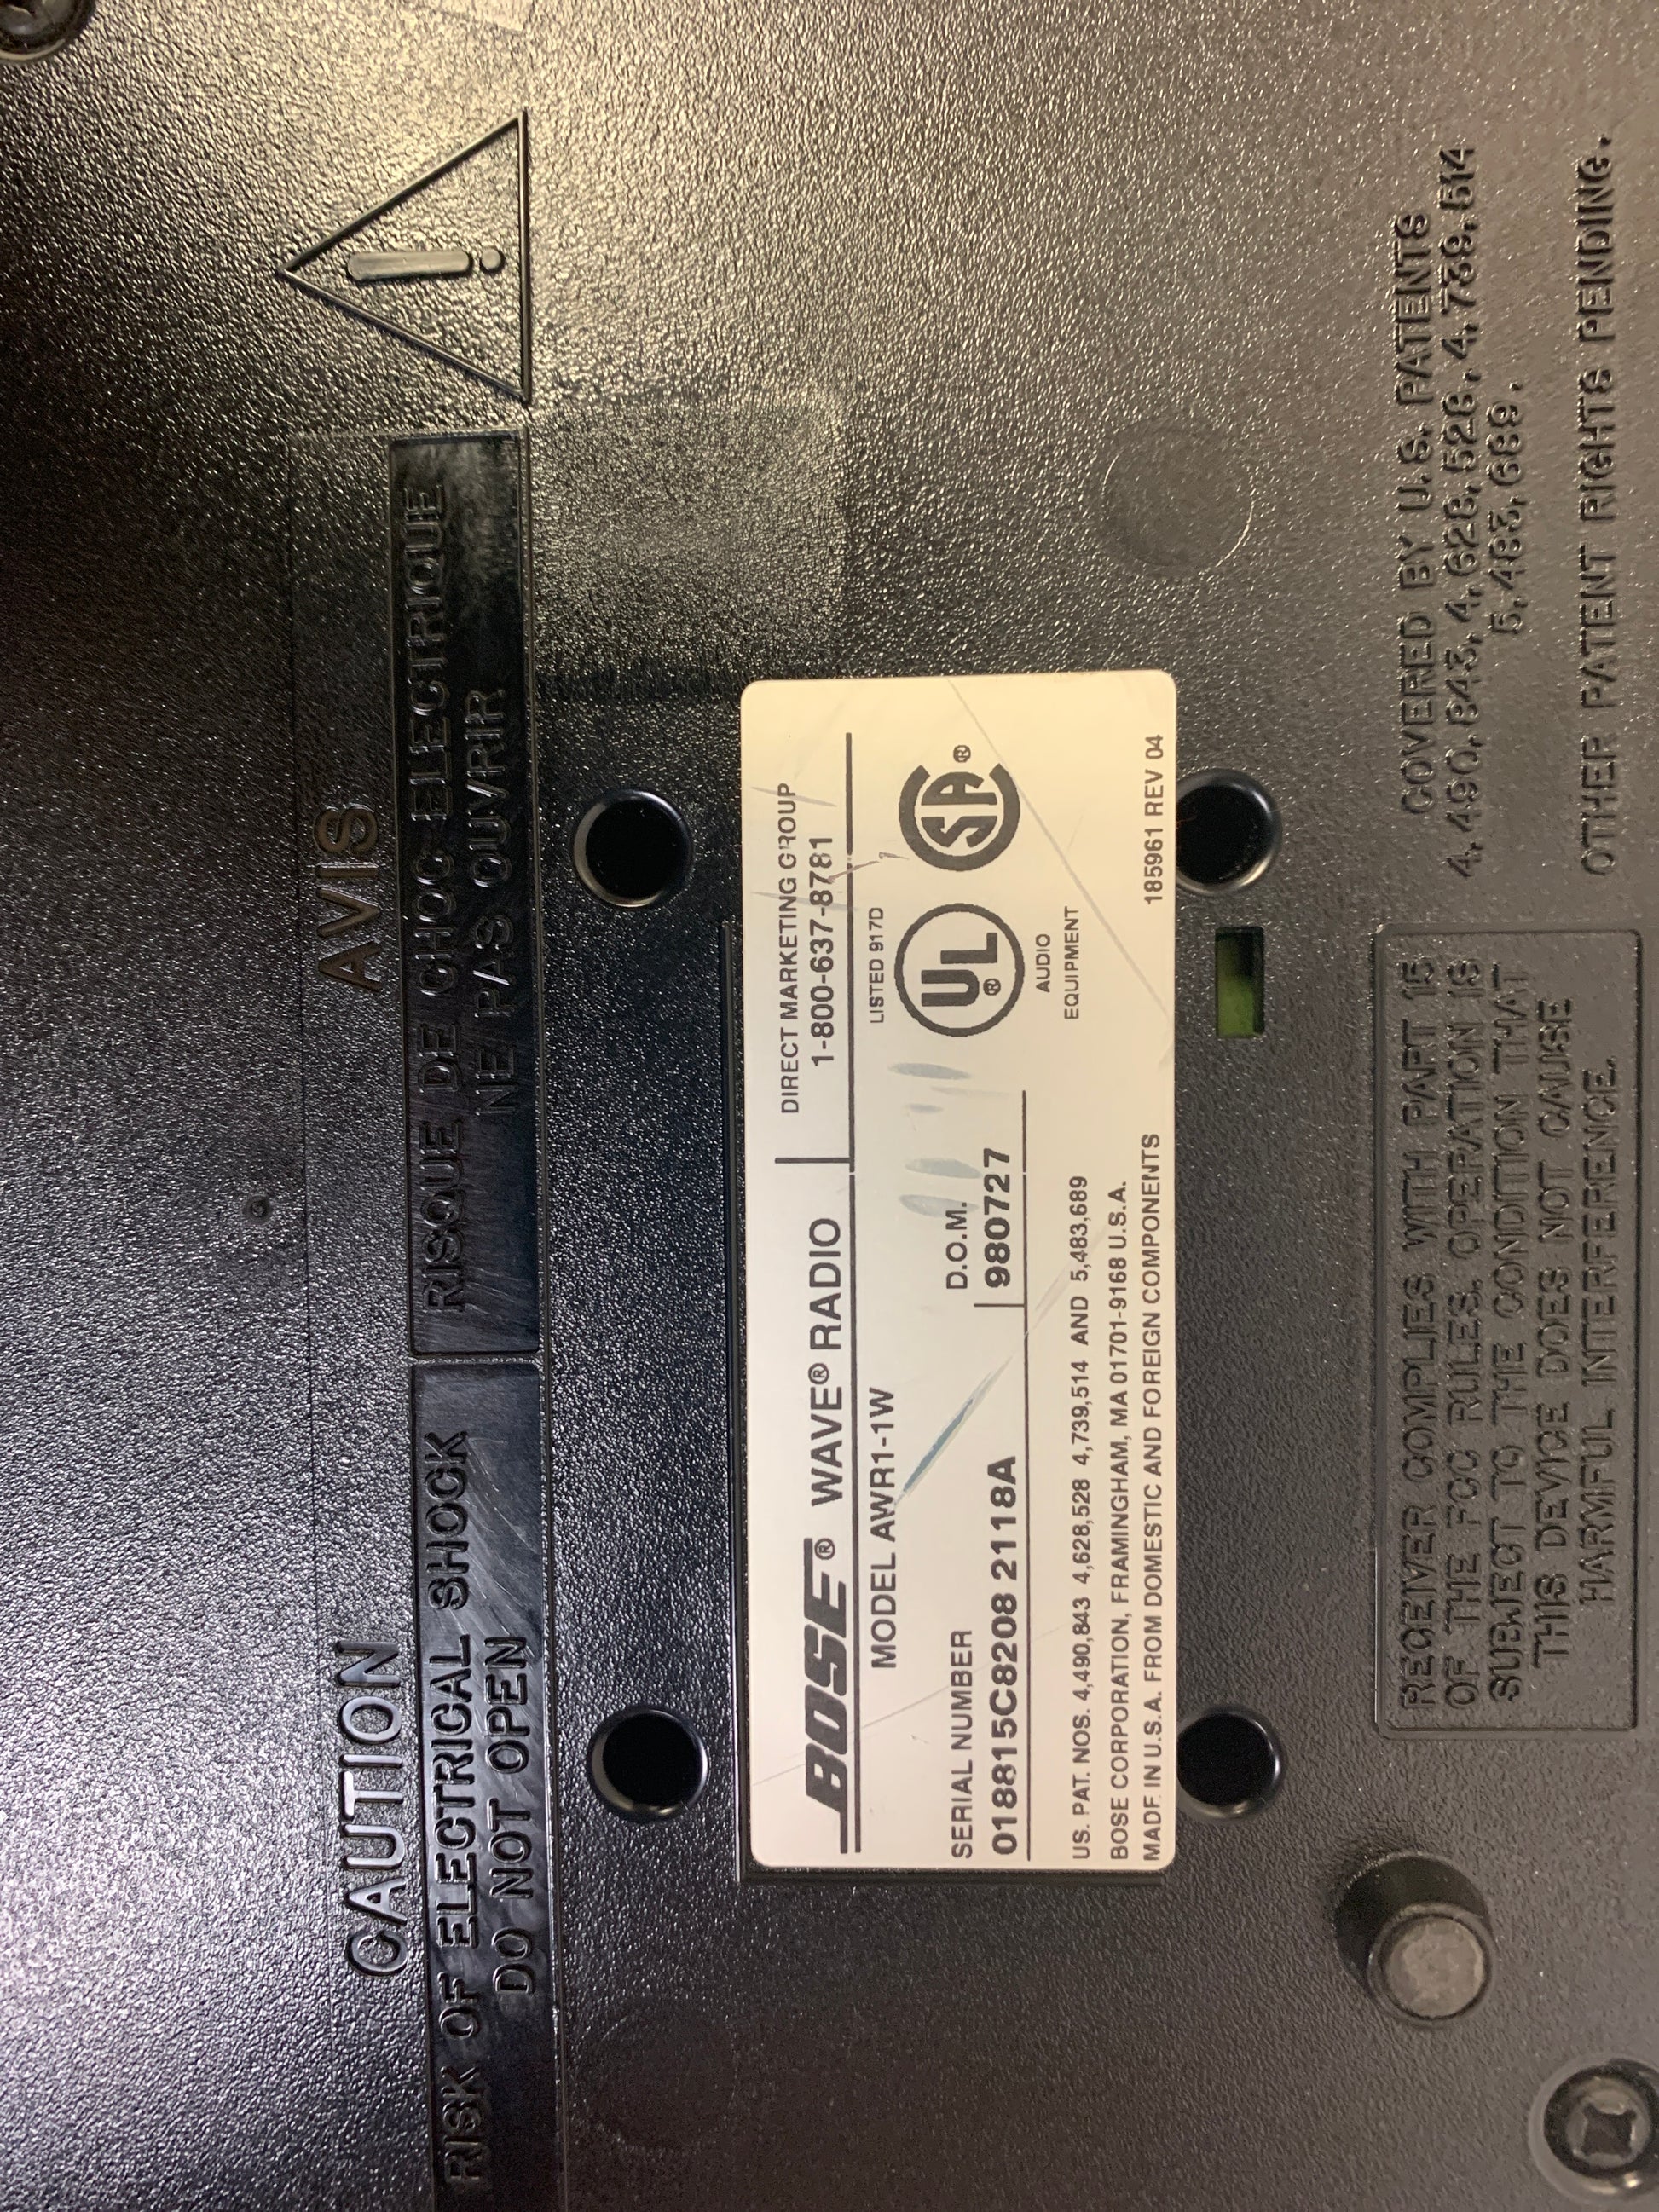 CAUTION
RISK OF ELECTRICAL SHOCK
DO NOT OPEN
AVIS
RISQUE DE CHOC ELECTRIQUE
NE PAS OUVRIR
BOSE® WAVE® RADIO
DIRECT MARKETING GROUP
1-800-637-8781
MODEL AWR1-1W
LISTED 917D
UL®
SA®
AUDIO
EQUIPMENT
SERIAL NUMBER
018815C8208 2118A
D.O.M.
980727
US. PAT. NOS. 4,490,843 4,628,528 4,739,514 AND 5,483,689
BOSE CORPORATION, FRAMINGHAM, MA 01701-9168 U.S.A.
MADE IN U.S.A. FROM DOMESTIC AND FOREIGN COMPONENTS
185961 REV 04
RECEIVER COMPLIES WITH PART 15
OF THE FCC RULES. OPERATION IS
SUBJECT TO THE CONDITION THAT
THIS DEVICE DOES NOT CAUSE
HARMFUL INTERFERENCE.
COVERED BY U.S. PATENTS
4,490,843, 4,628,528, 4,739,514
5,483,689.
OTHER PATENT RIGHTS PENDING.